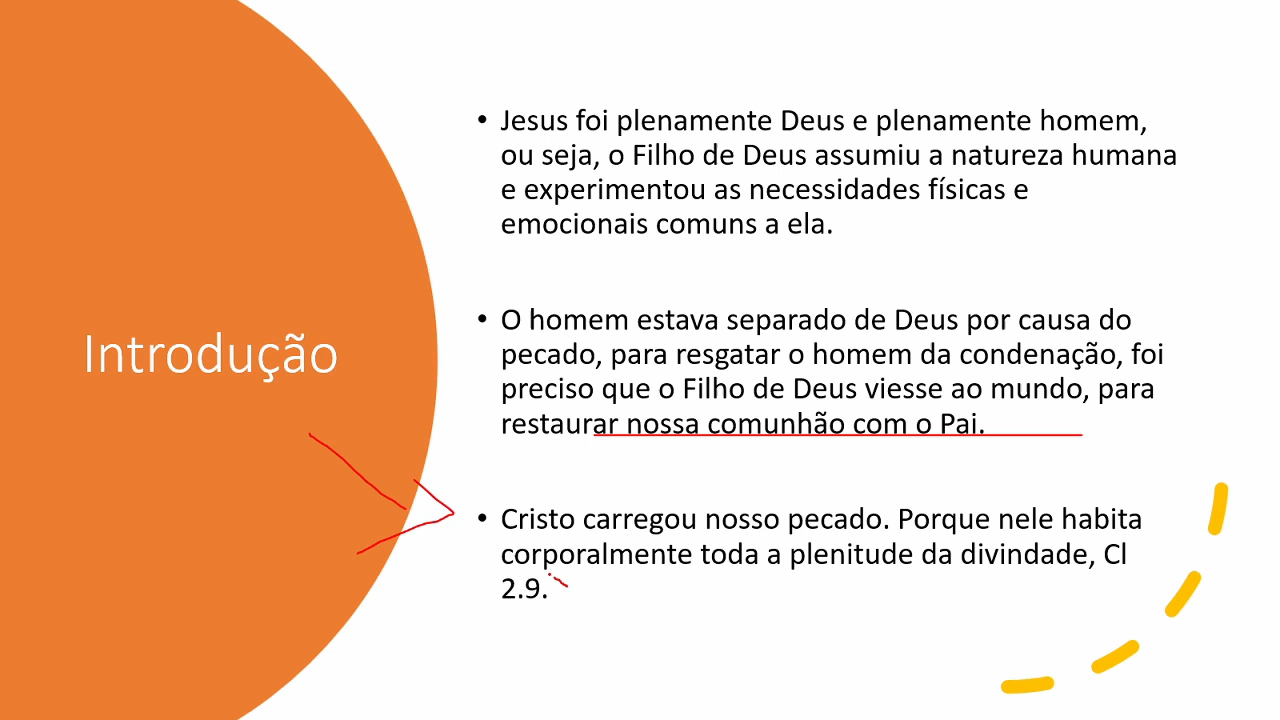 Introdução
• Jesus foi plenamente Deus e plenamente homem,
ou seja, o Filho de Deus assumiu a natureza humana
e experimentou as necessidades físicas e
emocionais comuns a ela.
• O homem estava separado de Deus por causa do
pecado, para resgatar o homem da condenação, foi
preciso que o Filho de Deus viesse ao mundo, para
restaurar nossa comunhão com o Pai.
• Cristo carregou nosso pecado. Porque nele habita
corporalmente toda a plenitude da divindade, Cl
2.9.